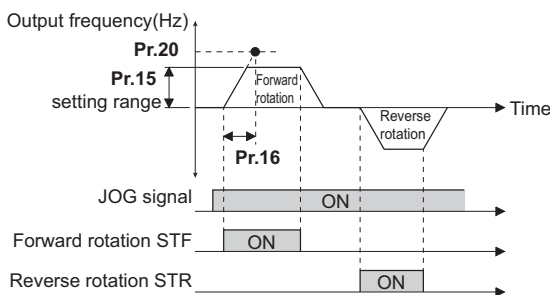 Output frequency(Hz)
Pr.20
Pr.15
setting range
Forward
rotation
Time
Reverse
rotation
Pr.16
JOG signal
ON
Forward rotation STF
ON
Reverse rotation STR
ON